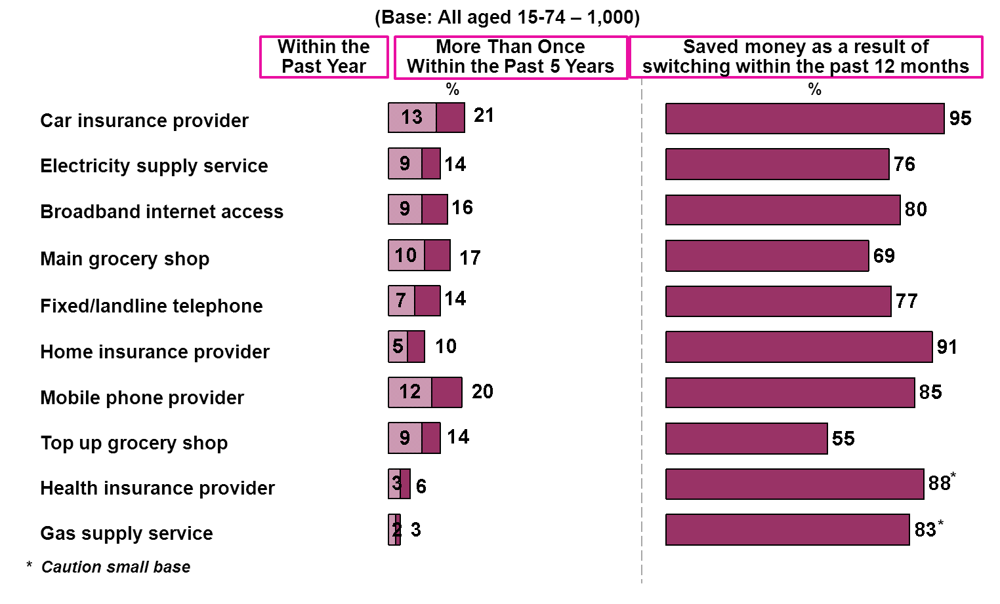 (Base: All aged 15-74 – 1,000)
Within the
Past Year
More Than Once
Within the Past 5 Years
Saved money as a result of
switching within the past 12 months
%
%
Car insurance provider 13 21 95
Electricity supply service 9 14 76
Broadband internet access 9 16 80
Main grocery shop 10 17 69
Fixed/landline telephone 7 14 77
Home insurance provider 5 10 91
Mobile phone provider 12 20 85
Top up grocery shop 9 14 55
Health insurance provider 3 6 88*
Gas supply service 2 3 83*
* Caution small base